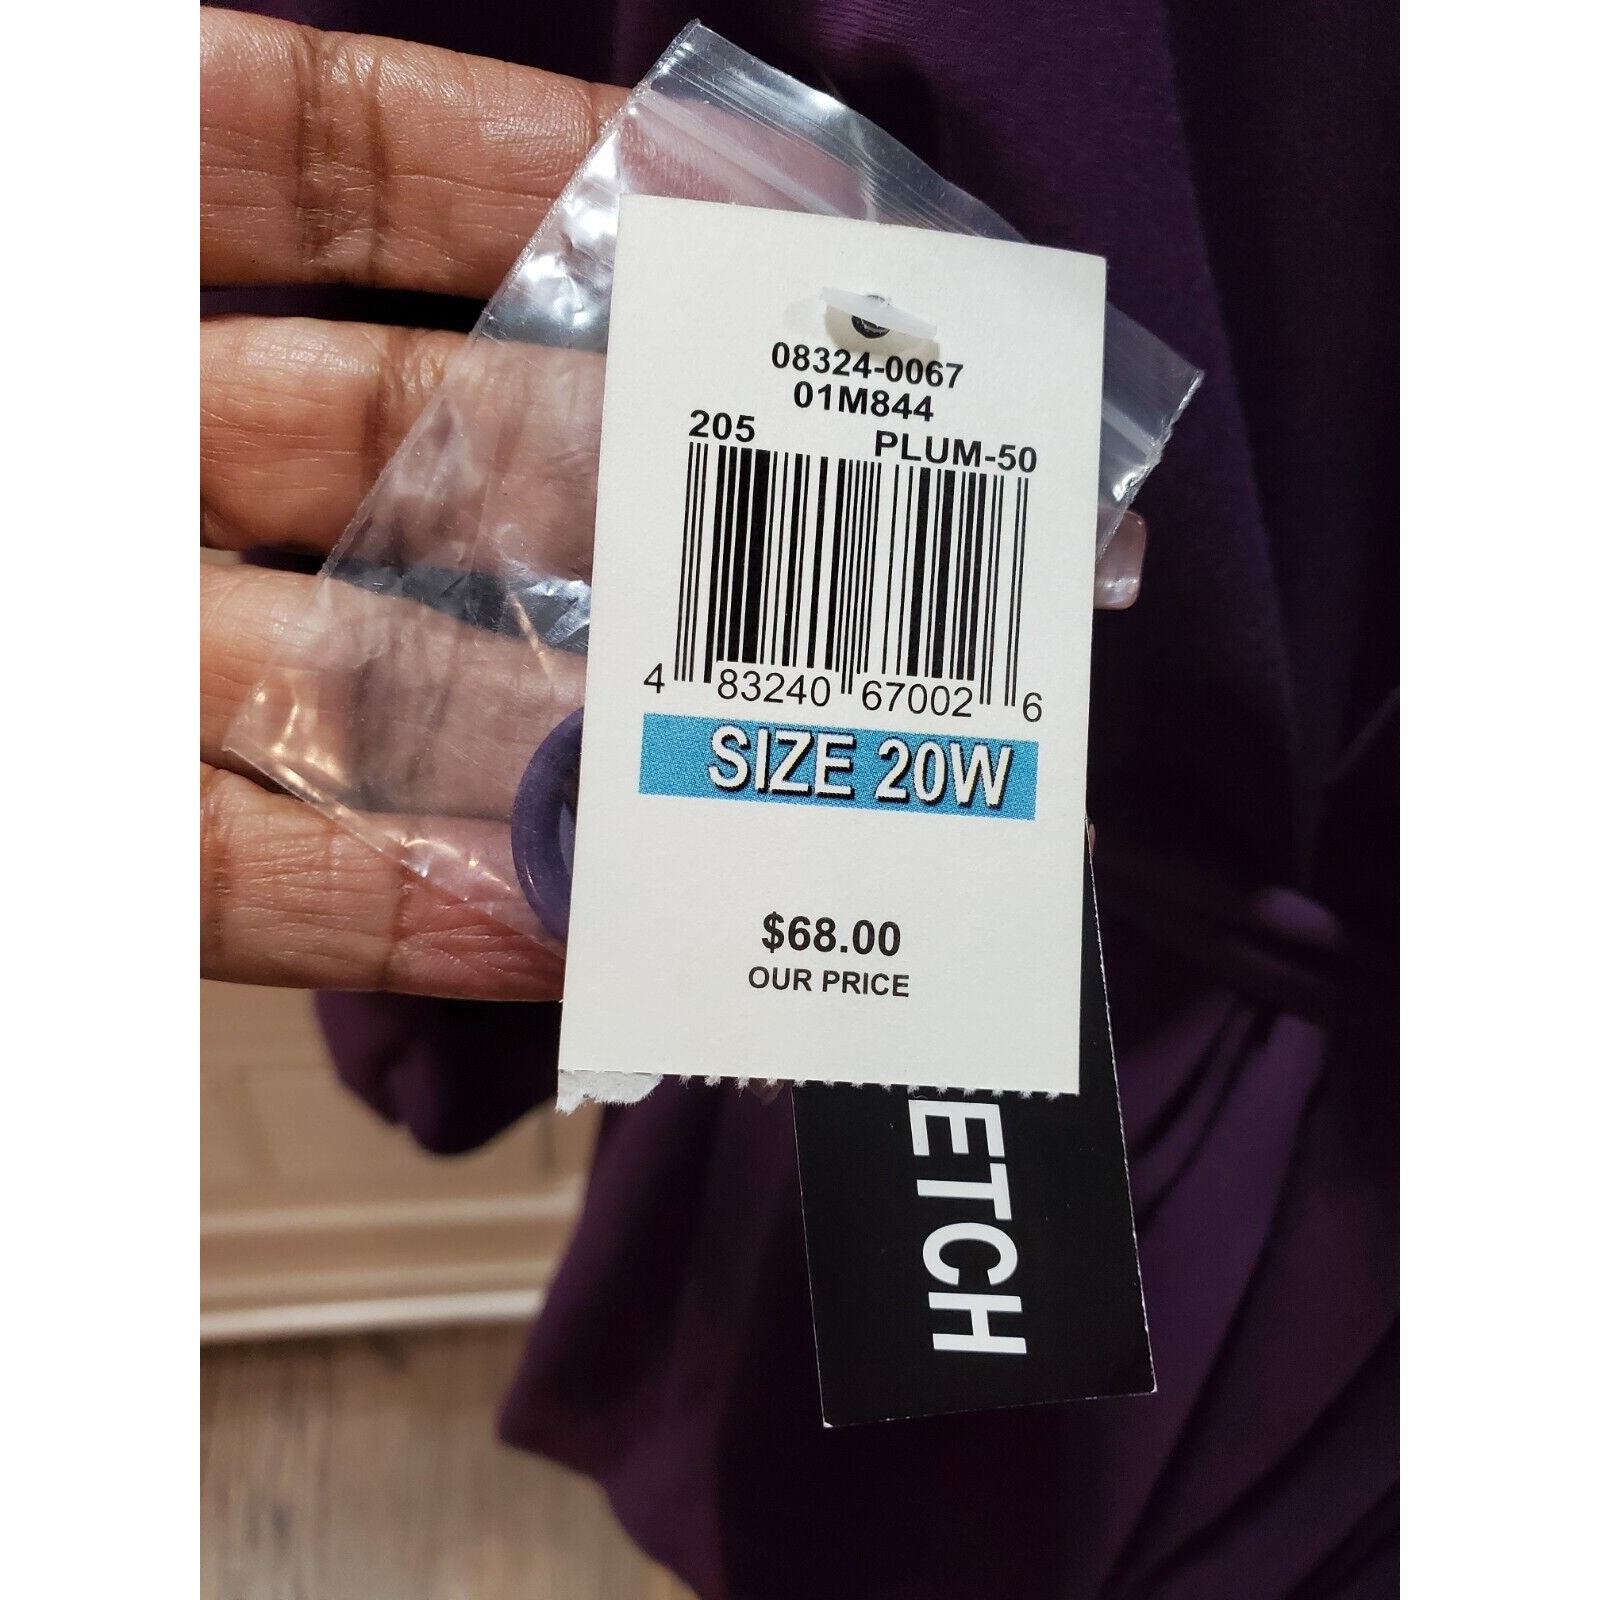 08324-0067
01M844
205 PLUM-50
4 83240 67002 6
SIZE 20W
$68.00
OUR PRICE
ETCH